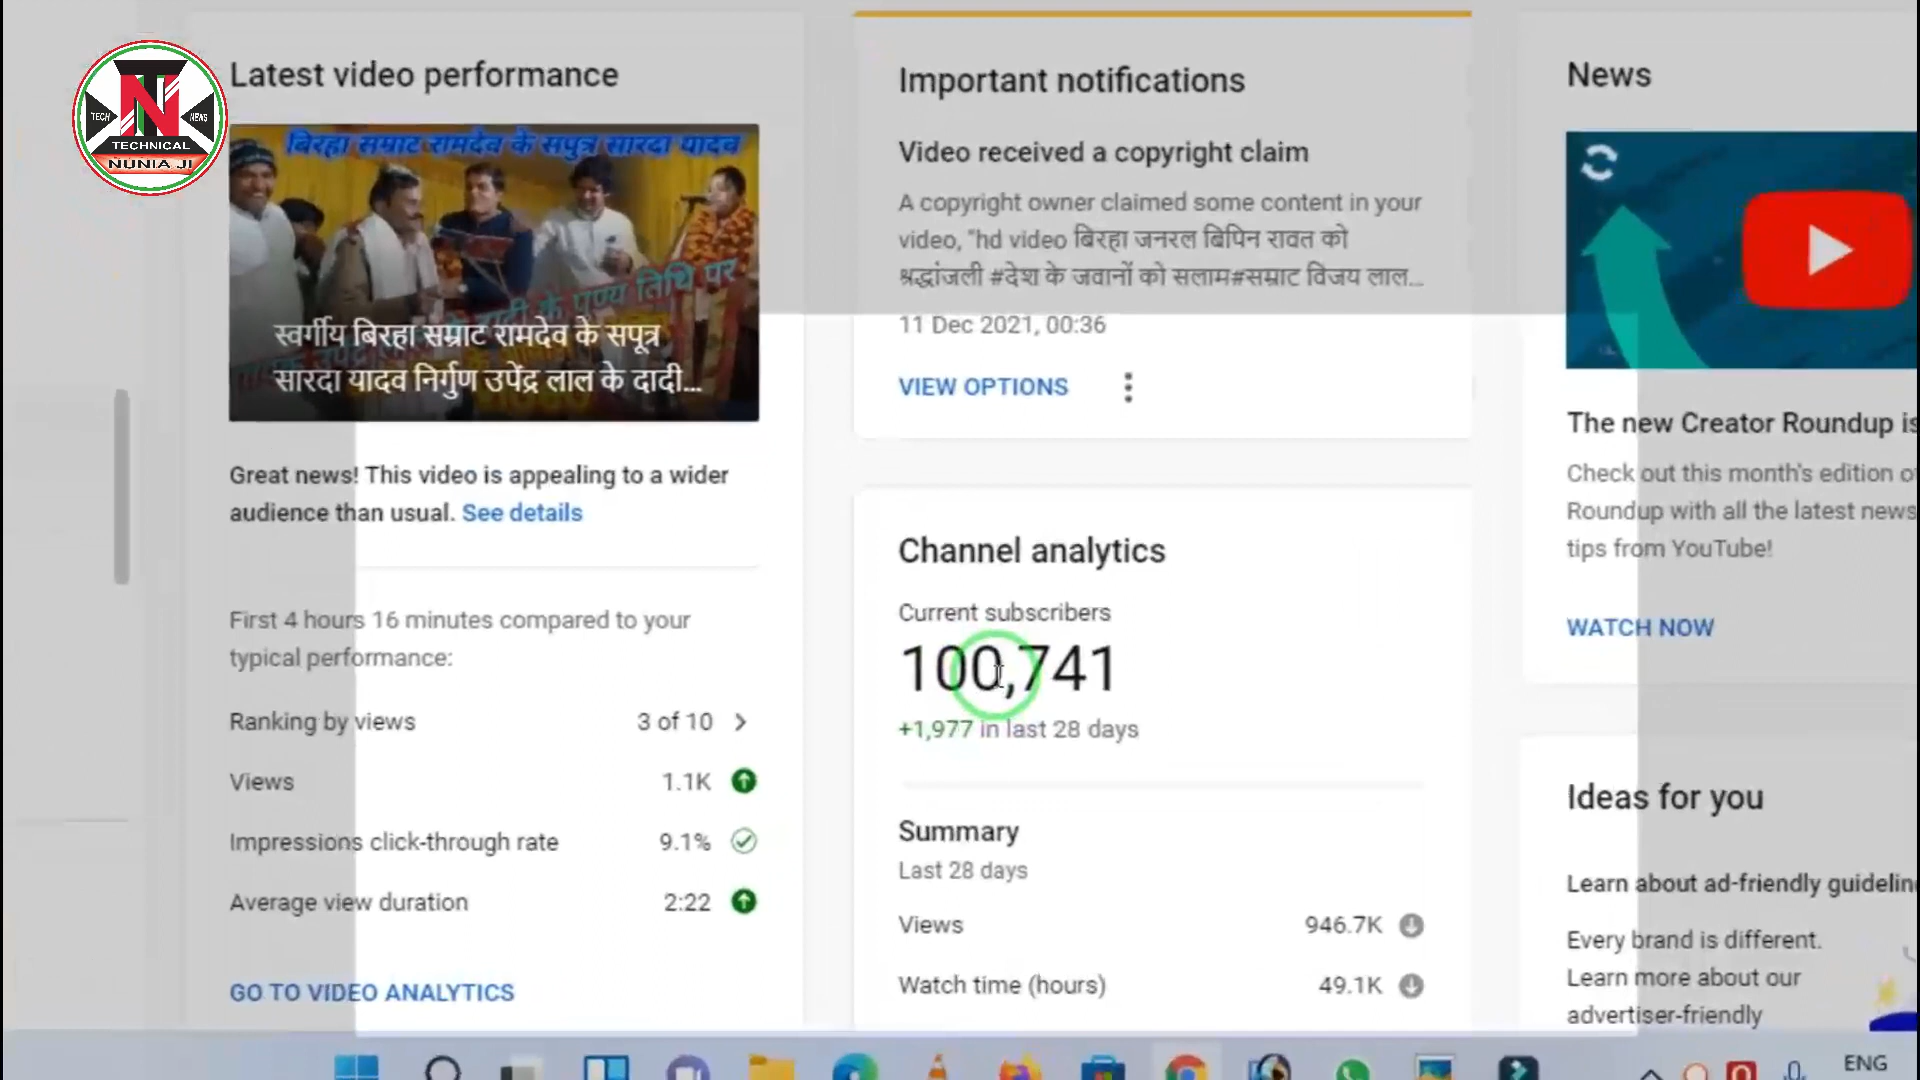 TECH
NEWS
TECHNICAL
NUNIA JI
Latest video performance
बिरहा सम्राट रामदेव के सपुत्र सारदा यादव
के पुण्य तिथि पर
स्वर्गीय बिरहा सम्राट रामदेव के सपूत्र
सारदा यादव निर्गुण उपेंद्र लाल के दादी...
Great news! This video is appealing to a wider
audience than usual. See details
First 4 hours 16 minutes compared to your
typical performance:
Ranking by views 3 of 10
Views 1.1K
Impressions click-through rate 9.1%
Average view duration 2:22
GO TO VIDEO ANALYTICS
Important notifications
Video received a copyright claim
A copyright owner claimed some content in your
video, "hd video बिरहा जनरल बिपिन रावत को
श्रद्धांजली #देश के जवानों को सलाम#सम्राट विजय लाल...
11 Dec 2021, 00:36
VIEW OPTIONS
Channel analytics
Current subscribers
100,741
+1,977 in last 28 days
Summary
Last 28 days
Views 946.7K
Watch time (hours) 49.1K
News
The new Creator Roundup is
Check out this month's edition o
Roundup with all the latest news
tips from YouTube!
WATCH NOW
Ideas for you
Learn about ad-friendly guidelin
Every brand is different.
Learn more about our
advertiser-friendly
ENG